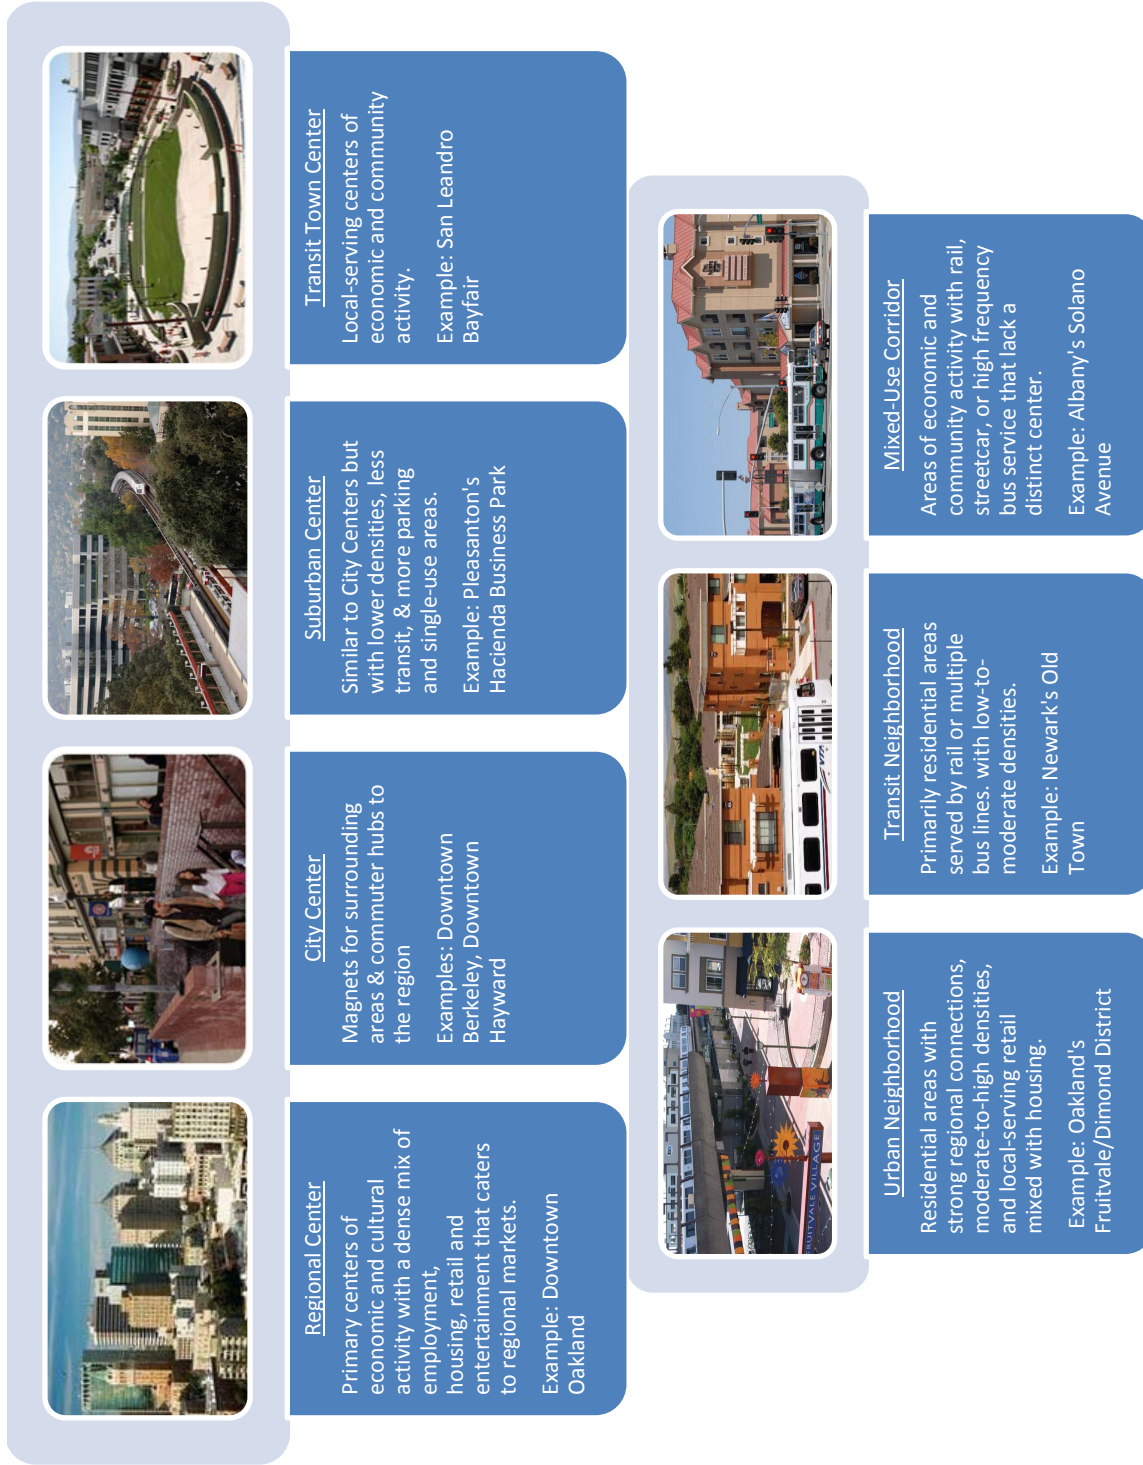 Regional Center
Primary centers of
economic and cultural
activity with a dense mix of
employment,
housing, retail and
entertainment that caters
to regional markets.
Example: Downtown
Oakland
City Center
Magnets for surrounding
areas & commuter hubs to
the region
Examples: Downtown
Berkeley, Downtown
Hayward
Suburban Center
Similar to City Centers but
with lower densities, less
transit, & more parking
and single-use areas.
Example: Pleasanton's
Hacienda Business Park
Transit Town Center
Local-serving centers of
economic and community
activity.
Example: San Leandro
Bayfair
FRUITVALE VILLAGE
Urban Neighborhood
Residential areas with
strong regional connections,
moderate-to-high densities,
and local-serving retail
mixed with housing.
Example: Oakland's
Fruitvale/Dimond District
Transit Neighborhood
Primarily residential areas
served by rail or multiple
bus lines. with low-to-
moderate densities.
Example: Newark's Old
Town
Mixed-Use Corridor
Areas of economic and
community activity with rail,
streetcar, or high frequency
bus service that lack a
distinct center.
Example: Albany's Solano
Avenue